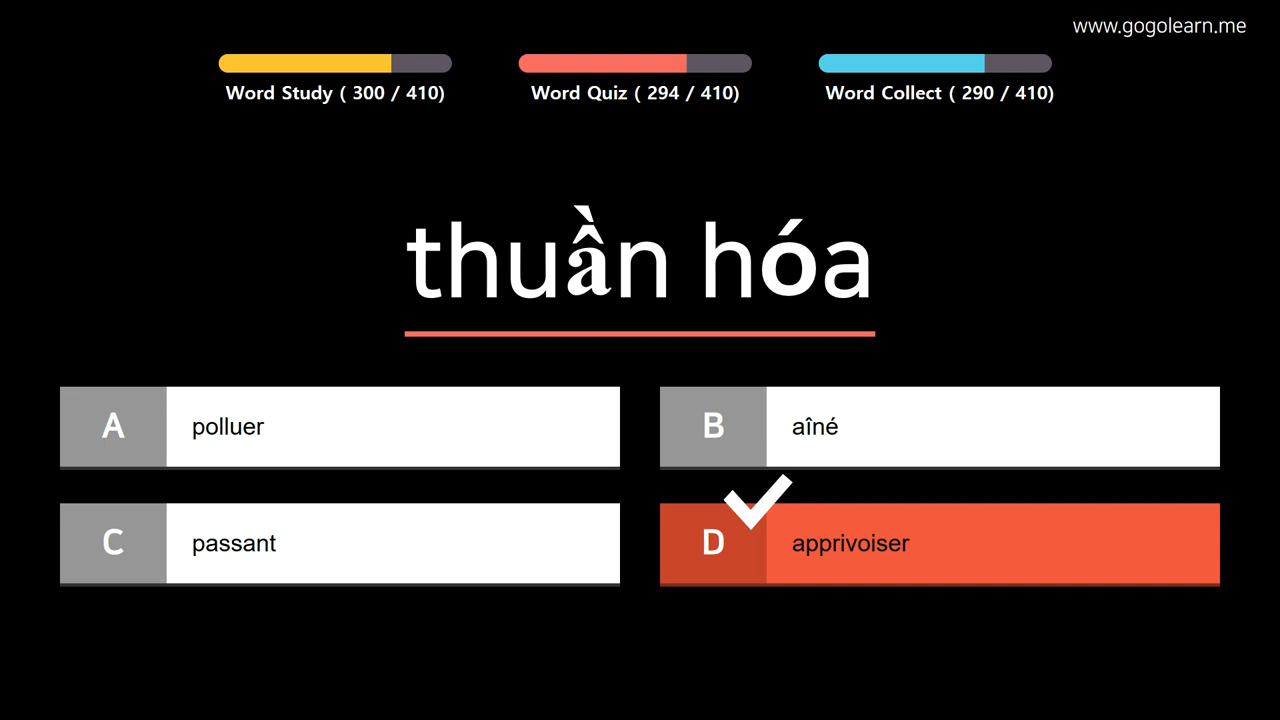 www.gogolearn.me
Word Study ( 300 / 410)
Word Quiz ( 294 / 410)
Word Collect ( 290 / 410)
thuần hóa
A polluer
B aîné
C passant
D apprivoiser